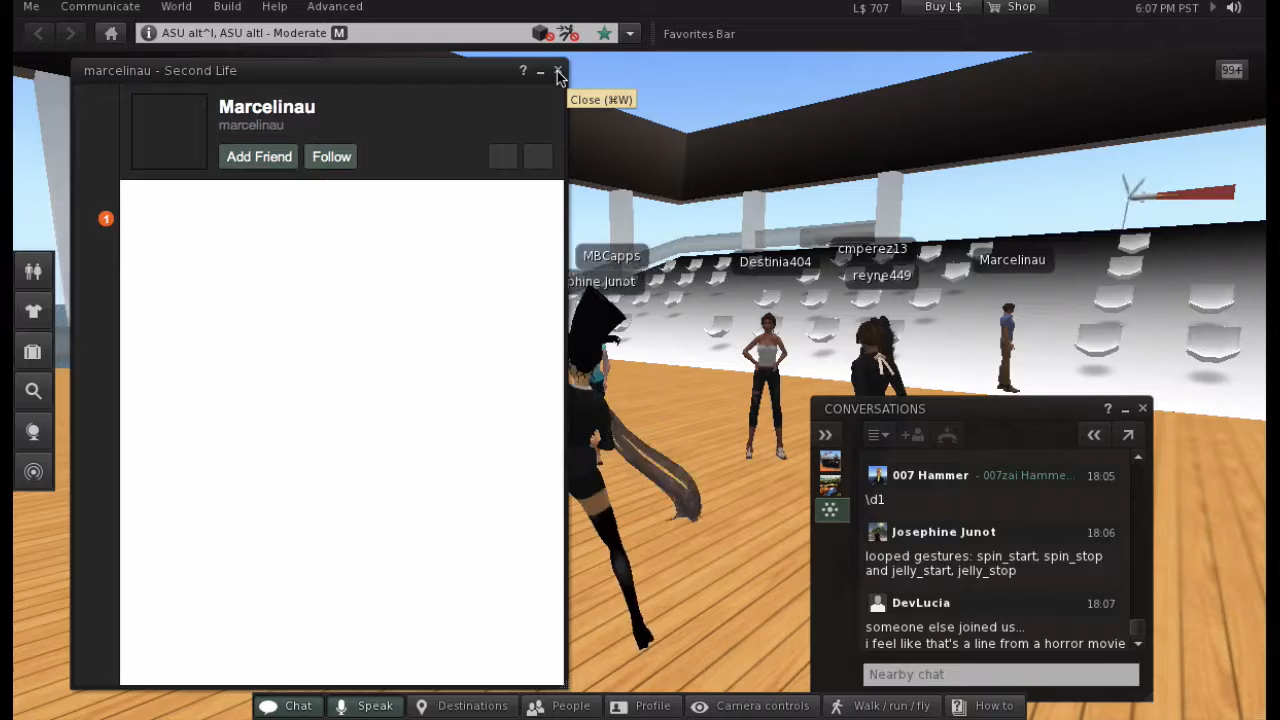 Me Communicate World Build Help Advanced L$ 707 Buy L$ Shop 6:07 PM PST
ASU alt^I, ASU altI - Moderate M Favorites Bar
marcelinau - Second Life ?
99+
Close (⌘W)
Marcelinau
marcelinau
Add Friend Follow
1
MBCapps
phine Junot
Destinia404
cmperez13
reyne449
Marcelinau
CONVERSATIONS ?
007 Hammer - 007zai Hamme... 18:05
\d1
Josephine Junot 18:06
looped gestures: spin_start, spin_stop
and jelly_start, jelly_stop
DevLucia 18:07
someone else joined us...
i feel like that's a line from a horror movie
Nearby chat
Chat Speak Destinations People Profile Camera controls Walk / run / fly How to